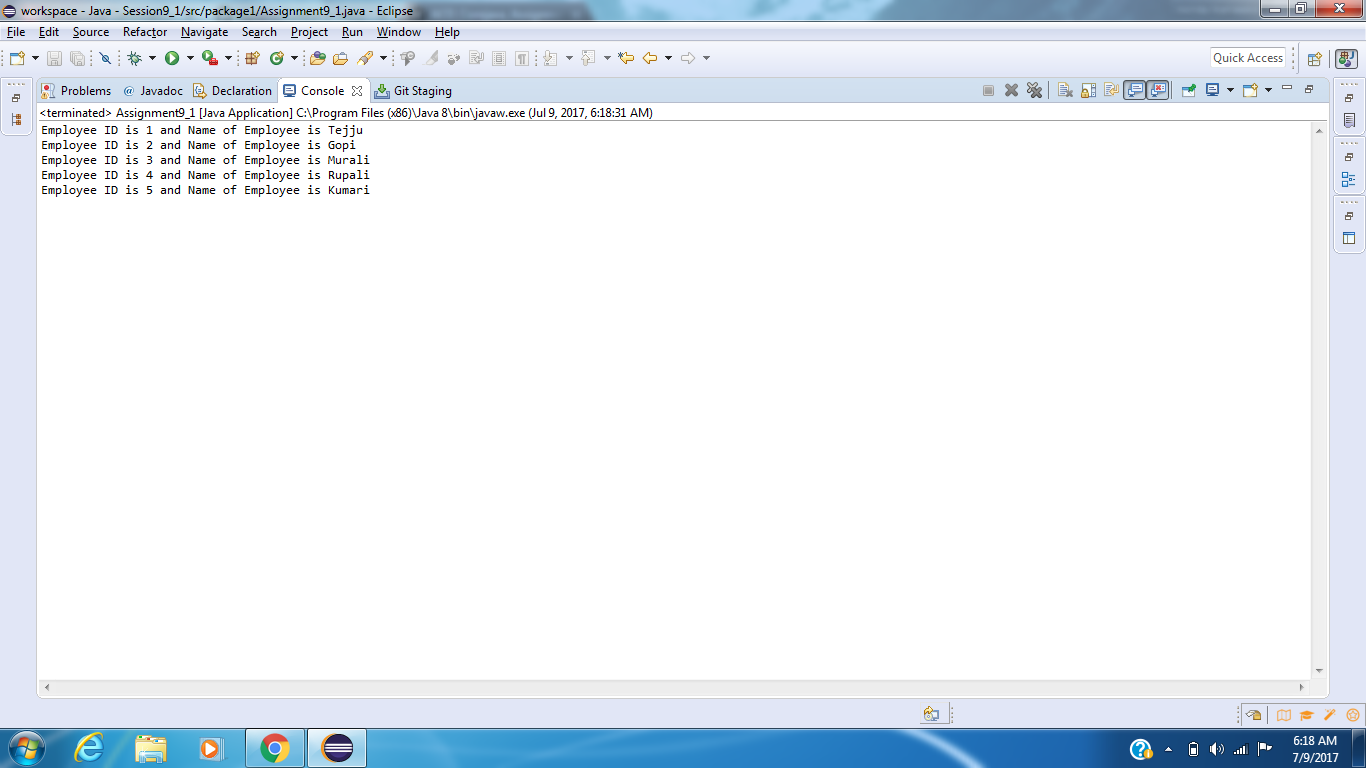 workspace - Java - Session9_1/src/package1/Assignment9_1.java - Eclipse
File Edit Source Refactor Navigate Search Project Run Window Help
Quick Access
Problems @ Javadoc Declaration Console Git Staging
<terminated> Assignment9_1 [Java Application] C:\Program Files (x86)\Java 8\bin\javaw.exe (Jul 9, 2017, 6:18:31 AM)
Employee ID is 1 and Name of Employee is Tejju
Employee ID is 2 and Name of Employee is Gopi
Employee ID is 3 and Name of Employee is Murali
Employee ID is 4 and Name of Employee is Rupali
Employee ID is 5 and Name of Employee is Kumari
6:18 AM
7/9/2017